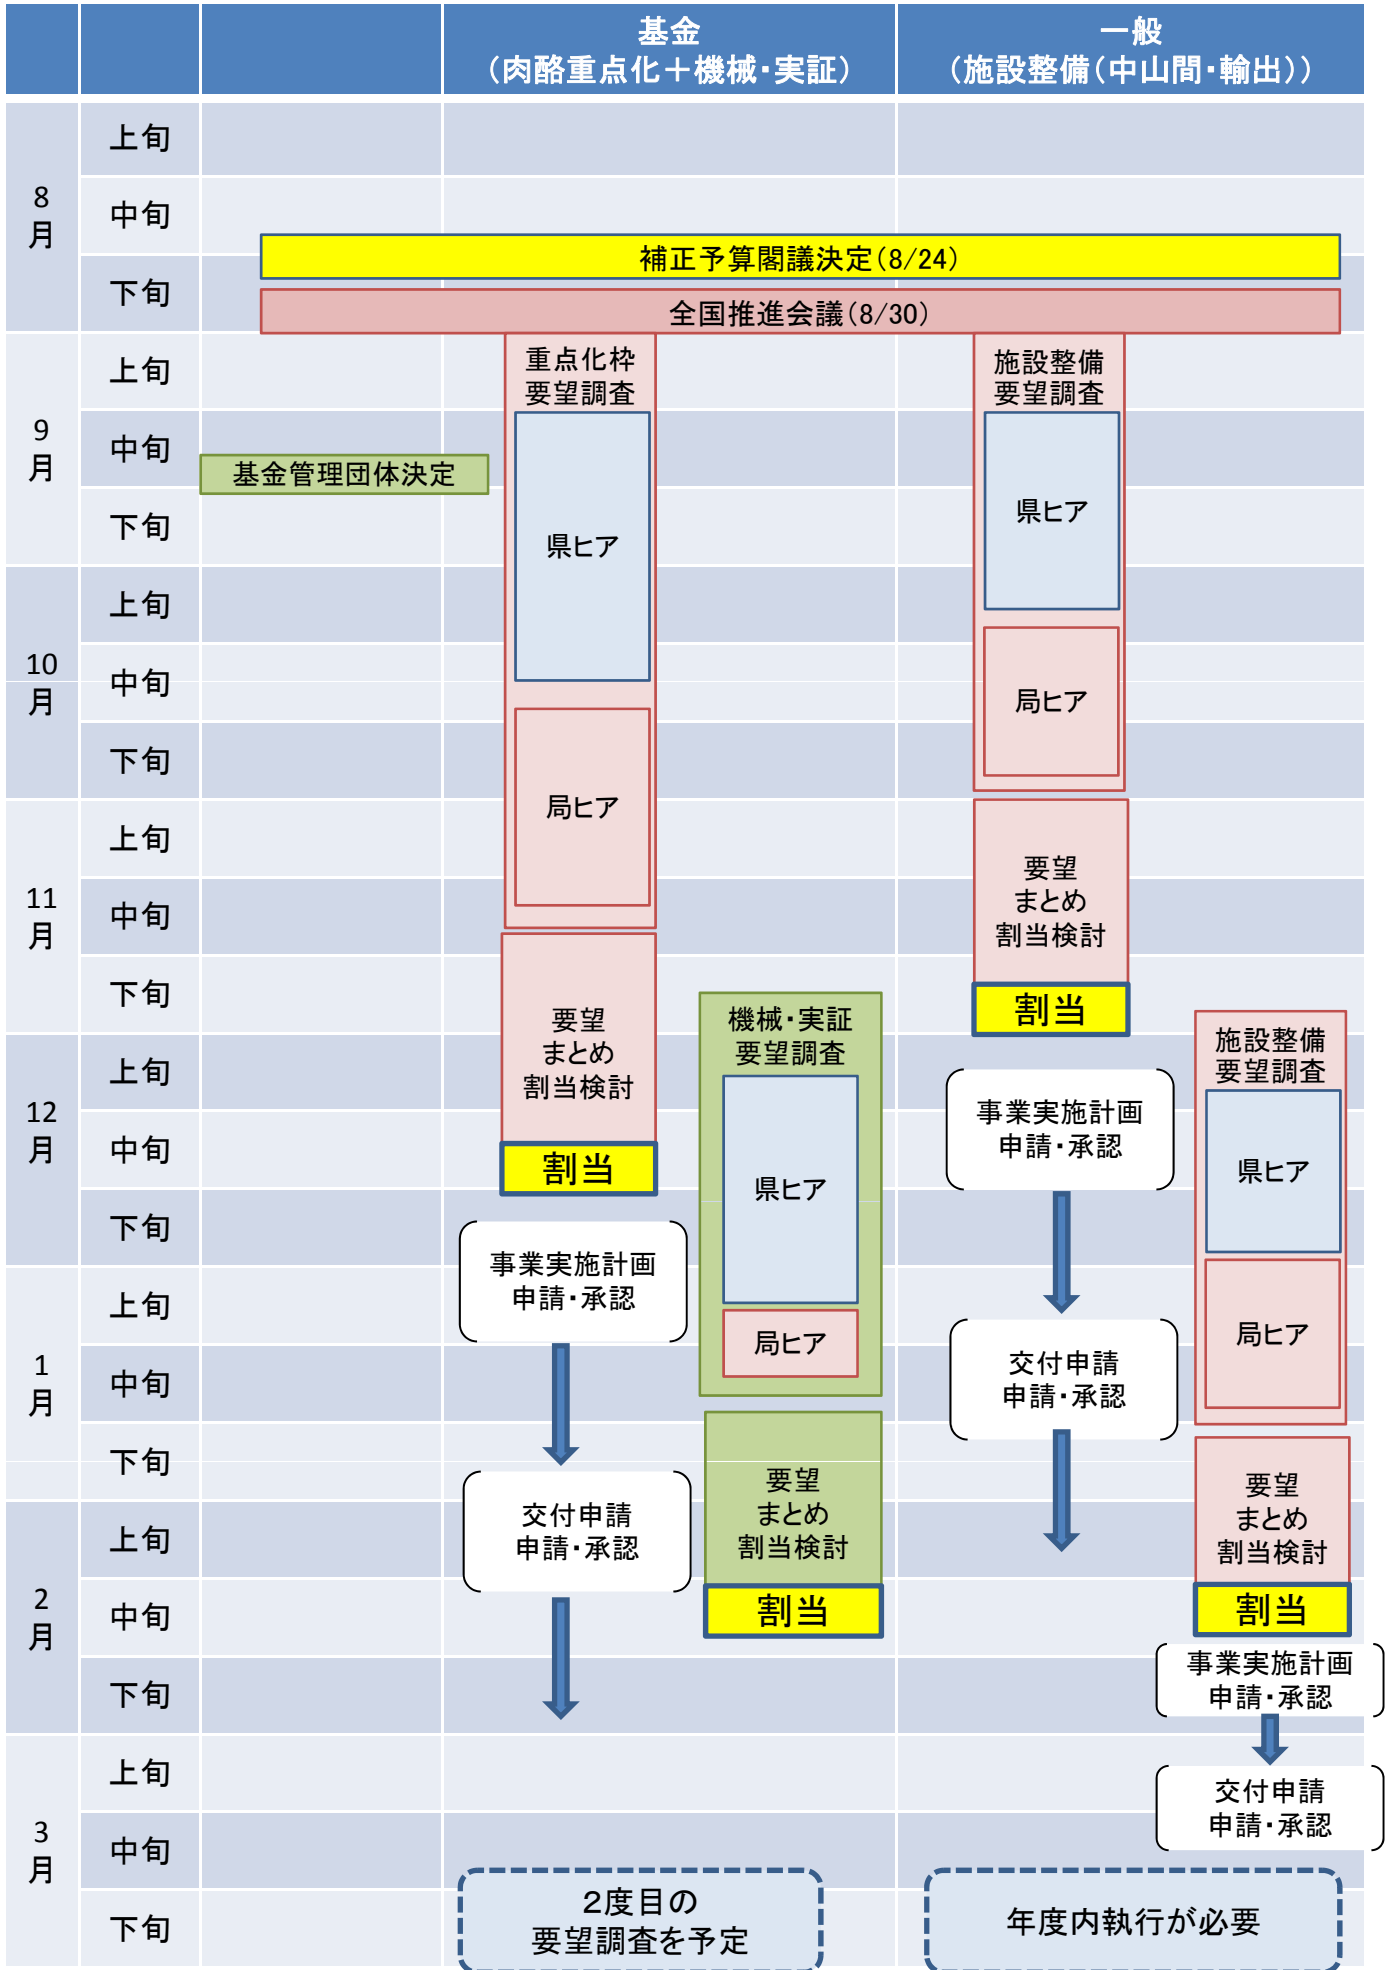 基金
（肉酪重点化＋機械・実証）
一般
（施設整備（中山間・輸出））
8
月
上旬
中旬
下旬
補正予算閣議決定（8/24）
全国推進会議（8/30）
9
月
上旬
中旬
下旬
基金管理団体決定
重点化枠
要望調査
県ヒア
局ヒア
施設整備
要望調査
県ヒア
局ヒア
10
月
上旬
中旬
下旬
11
月
上旬
中旬
下旬
要望
まとめ
割当検討
割当
要望
まとめ
割当検討
割当
機械・実証
要望調査
県ヒア
局ヒア
施設整備
要望調査
県ヒア
局ヒア
12
月
上旬
中旬
下旬
事業実施計画
申請・承認
事業実施計画
申請・承認
1
月
上旬
中旬
下旬
交付申請
申請・承認
交付申請
申請・承認
要望
まとめ
割当検討
割当
要望
まとめ
割当検討
割当
2
月
上旬
中旬
下旬
事業実施計画
申請・承認
3
月
上旬
中旬
下旬
交付申請
申請・承認
２度目の
要望調査を予定
年度内執行が必要